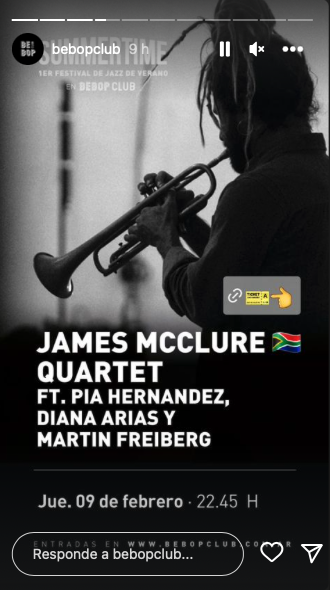 BE!
BOP
bebopclub 9 h
SUMMERTIME
1ER FESTIVAL DE JAZZ DE VERANO
EN BEBOP CLUB
JAMES MCCLURE
QUARTET
FT. PIA HERNANDEZ,
DIANA ARIAS Y
MARTIN FREIBERG
Jue. 09 de febrero · 22.45 H
ENTRADAS EN WWW.BEBOPCLUB.COM.AR
Responde a bebopclub...